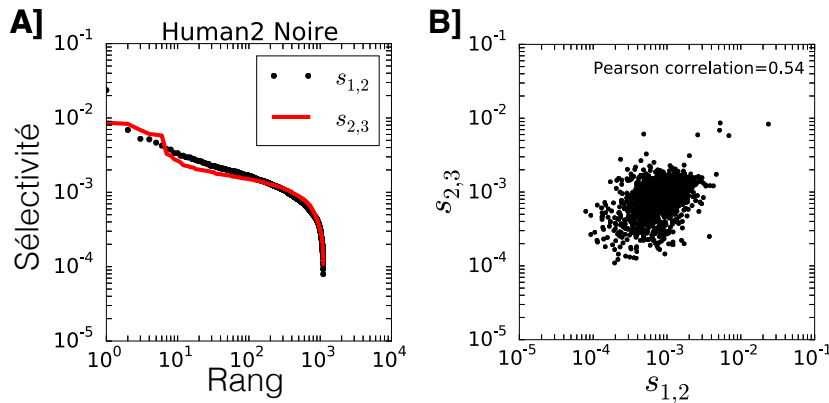 A]
Human2 Noire
10^-1
10^-2
10^-3
10^-4
10^-5
10^0
10^1
10^2
10^3
10^4
Sélectivité
Rang
s_{1,2}
s_{2,3}
B]
Pearson correlation=0.54
10^-1
10^-2
10^-3
10^-4
10^-5
10^-5
10^-4
10^-3
10^-2
10^-1
s_{2,3}
s_{1,2}